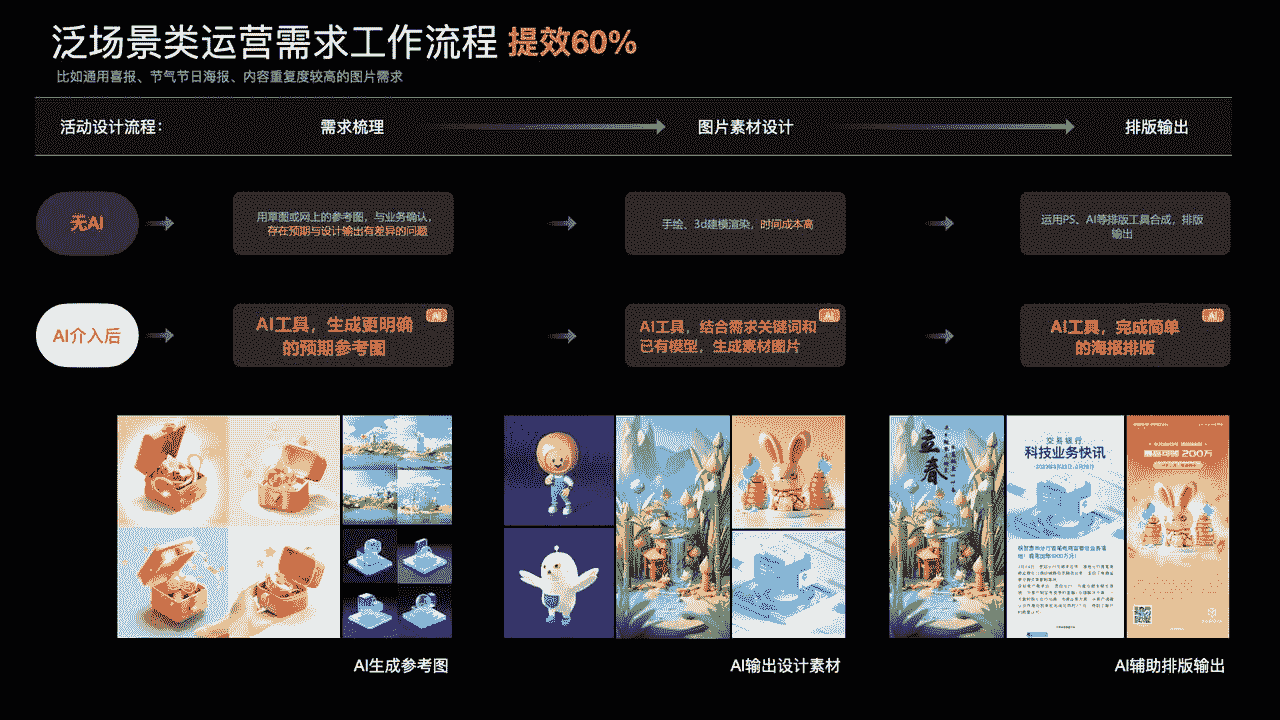 泛场景类运营需求工作流程 提效60%
比如通用喜报、节气节日海报、内容重复度较高的图片需求
活动设计流程：
需求梳理
图片素材设计
排版输出
无AI
用草图或网上的参考图，与业务确认，
存在预期与设计输出有差异的问题
手绘、3d建模渲染，时间成本高
运用PS、AI等排版工具合成，排版
输出
AI介入后
AI工具，生成更明确
的预期参考图
AI
AI工具，结合需求关键词和
已有模型，生成素材图片
AI
AI工具，完成简单
的海报排版
AI
立春
交易银行
科技业务快讯
AI生成参考图
AI输出设计素材
AI辅助排版输出